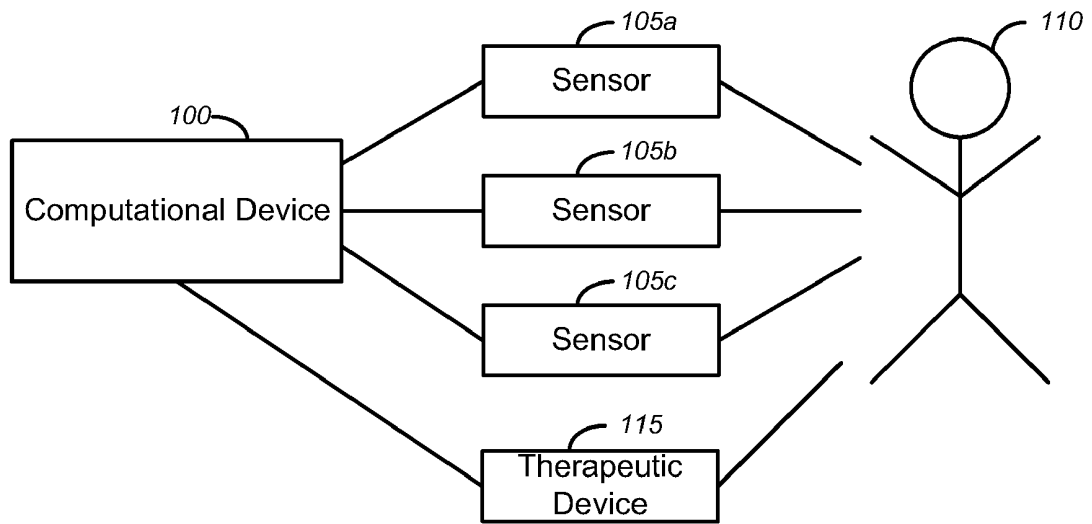 105a
Sensor
110
100
Computational Device
105b
Sensor
105c
Sensor
115
Therapeutic
Device